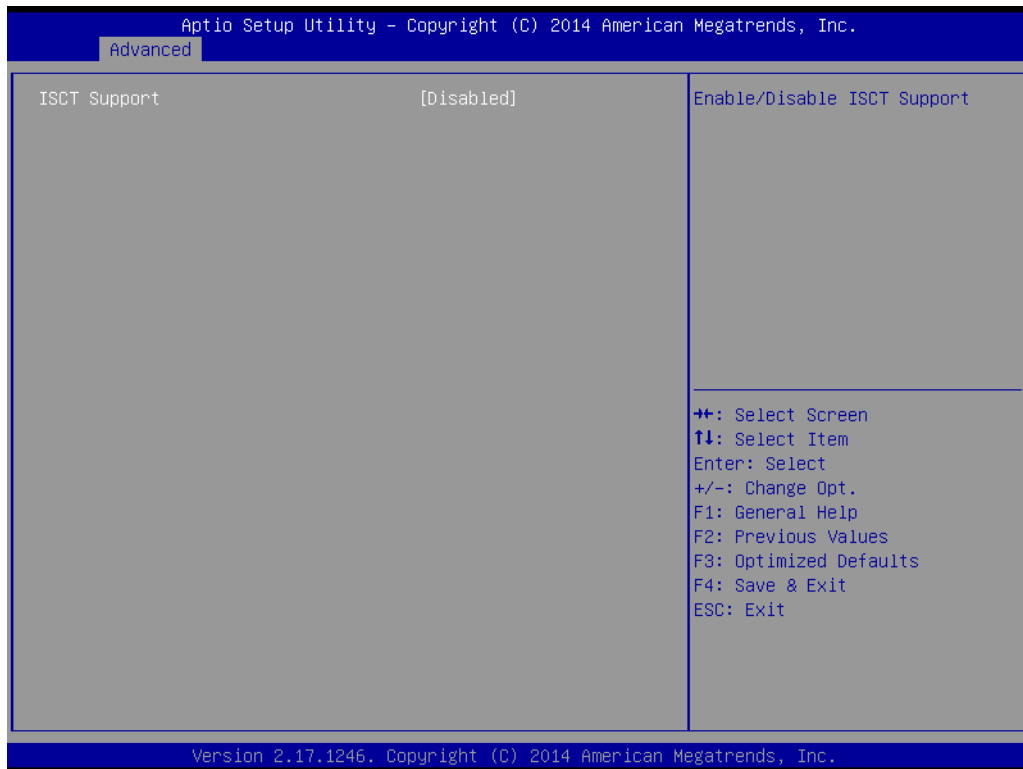 Aptio Setup Utility – Copyright (C) 2014 American Megatrends, Inc.
Advanced
ISCT Support [Disabled]
Enable/Disable ISCT Support
→←: Select Screen
↑↓: Select Item
Enter: Select
+/-: Change Opt.
F1: General Help
F2: Previous Values
F3: Optimized Defaults
F4: Save & Exit
ESC: Exit
Version 2.17.1246. Copyright (C) 2014 American Megatrends, Inc.